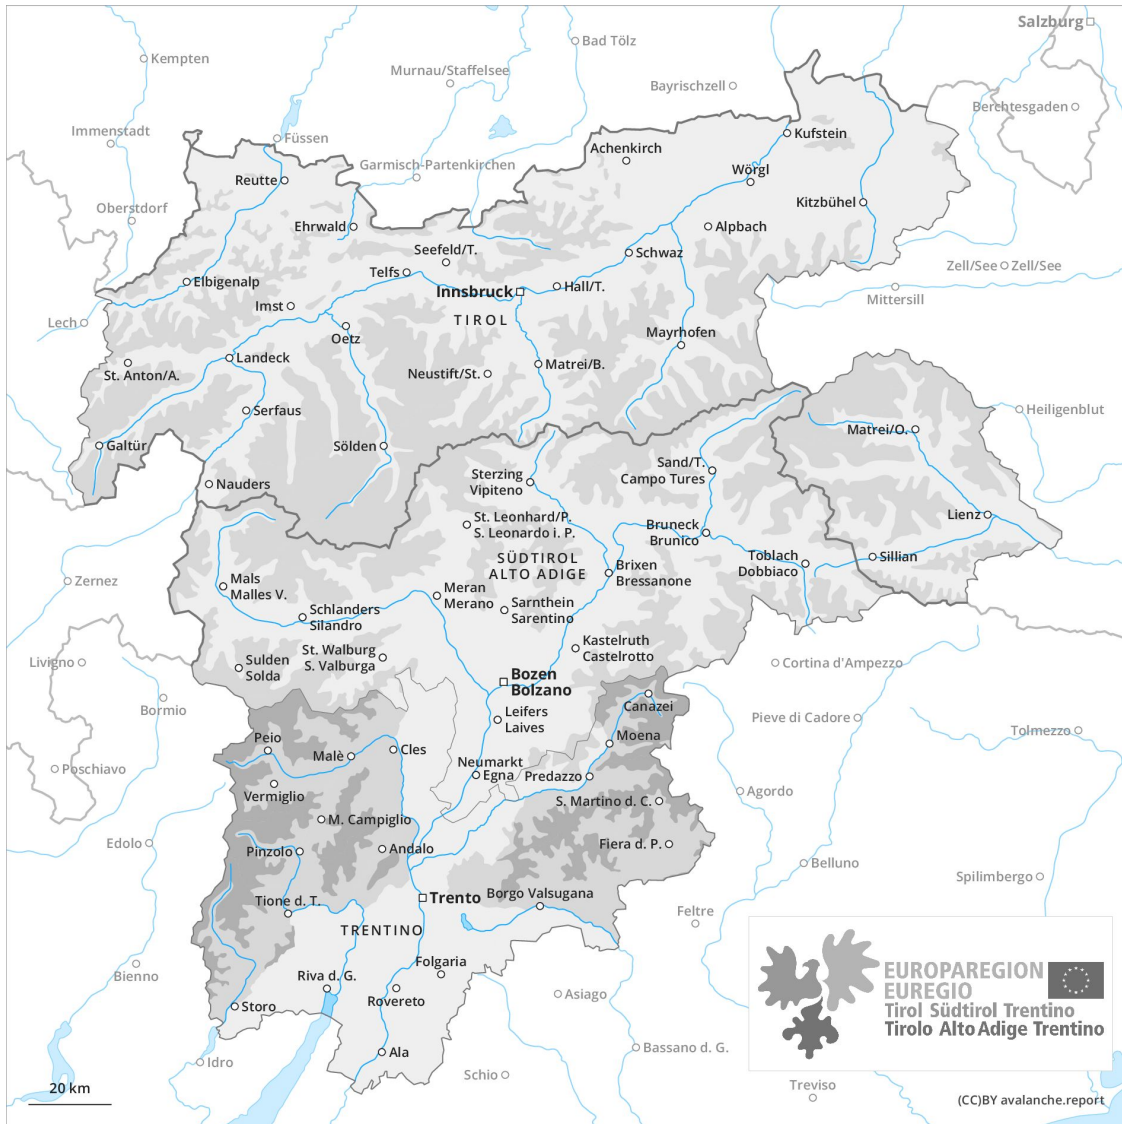 Salzburg
Bad Tölz
Kempten
Murnau/Staffelsee
Bayrischzell
Berchtesgaden
Immenstadt
Füssen
Kufstein
Achenkirch
Garmisch-Partenkirchen
Wörgl
Reutte
Kitzbühel
Oberstdorf
Ehrwald
Alpbach
Seefeld/T.
Schwaz
Telfs
Zell/See
Zell/See
Elbigenalp
Hall/T.
Innsbruck
Mittersill
Imst
TIROL
Lech
Oetz
Mayrhofen
Landeck
Matrei/B.
St. Anton/A.
Neustift/St.
Serfaus
Heiligenblut
Matrei/O.
Galtür
Sölden
Sand/T.
Campo Tures
Sterzing
Vipiteno
Nauders
St. Leonhard/P.
S. Leonardo i. P.
Lienz
Bruneck
Brunico
SÜDTIROL
ALTO ADIGE
Toblach
Dobbiaco
Sillian
Brixen
Bressanone
Zernez
Mals
Malles V.
Meran
Merano
Sarnthein
Sarentino
Schlanders
Silandro
Kastelruth
Castelrotto
St. Walburg
S. Valburga
Livigno
Sulden
Solda
Cortina d'Ampezzo
Bozen
Bolzano
Bormio
Canazei
Leifers
Laives
Pieve di Cadore
Tolmezzo
Peio
Moena
Malè
Cles
Neumarkt
Egna
Predazzo
Poschiavo
Vermiglio
Agordo
S. Martino d. C.
M. Campiglio
Edolo
Pinzolo
Andalo
Fiera d. P.
Belluno
Spilimbergo
Borgo Valsugana
Trento
Tione d. T.
Feltre
TRENTINO
Folgaria
Bienno
Riva d. G.
Rovereto
Asiago
Storo
EUROPAREGION
EUREGIO
Tirol Südtirol Trentino
Tirolo Alto Adige Trentino
Ala
Bassano d. G.
Idro
Schio
Treviso
20 km
(CC)BY avalanche.report